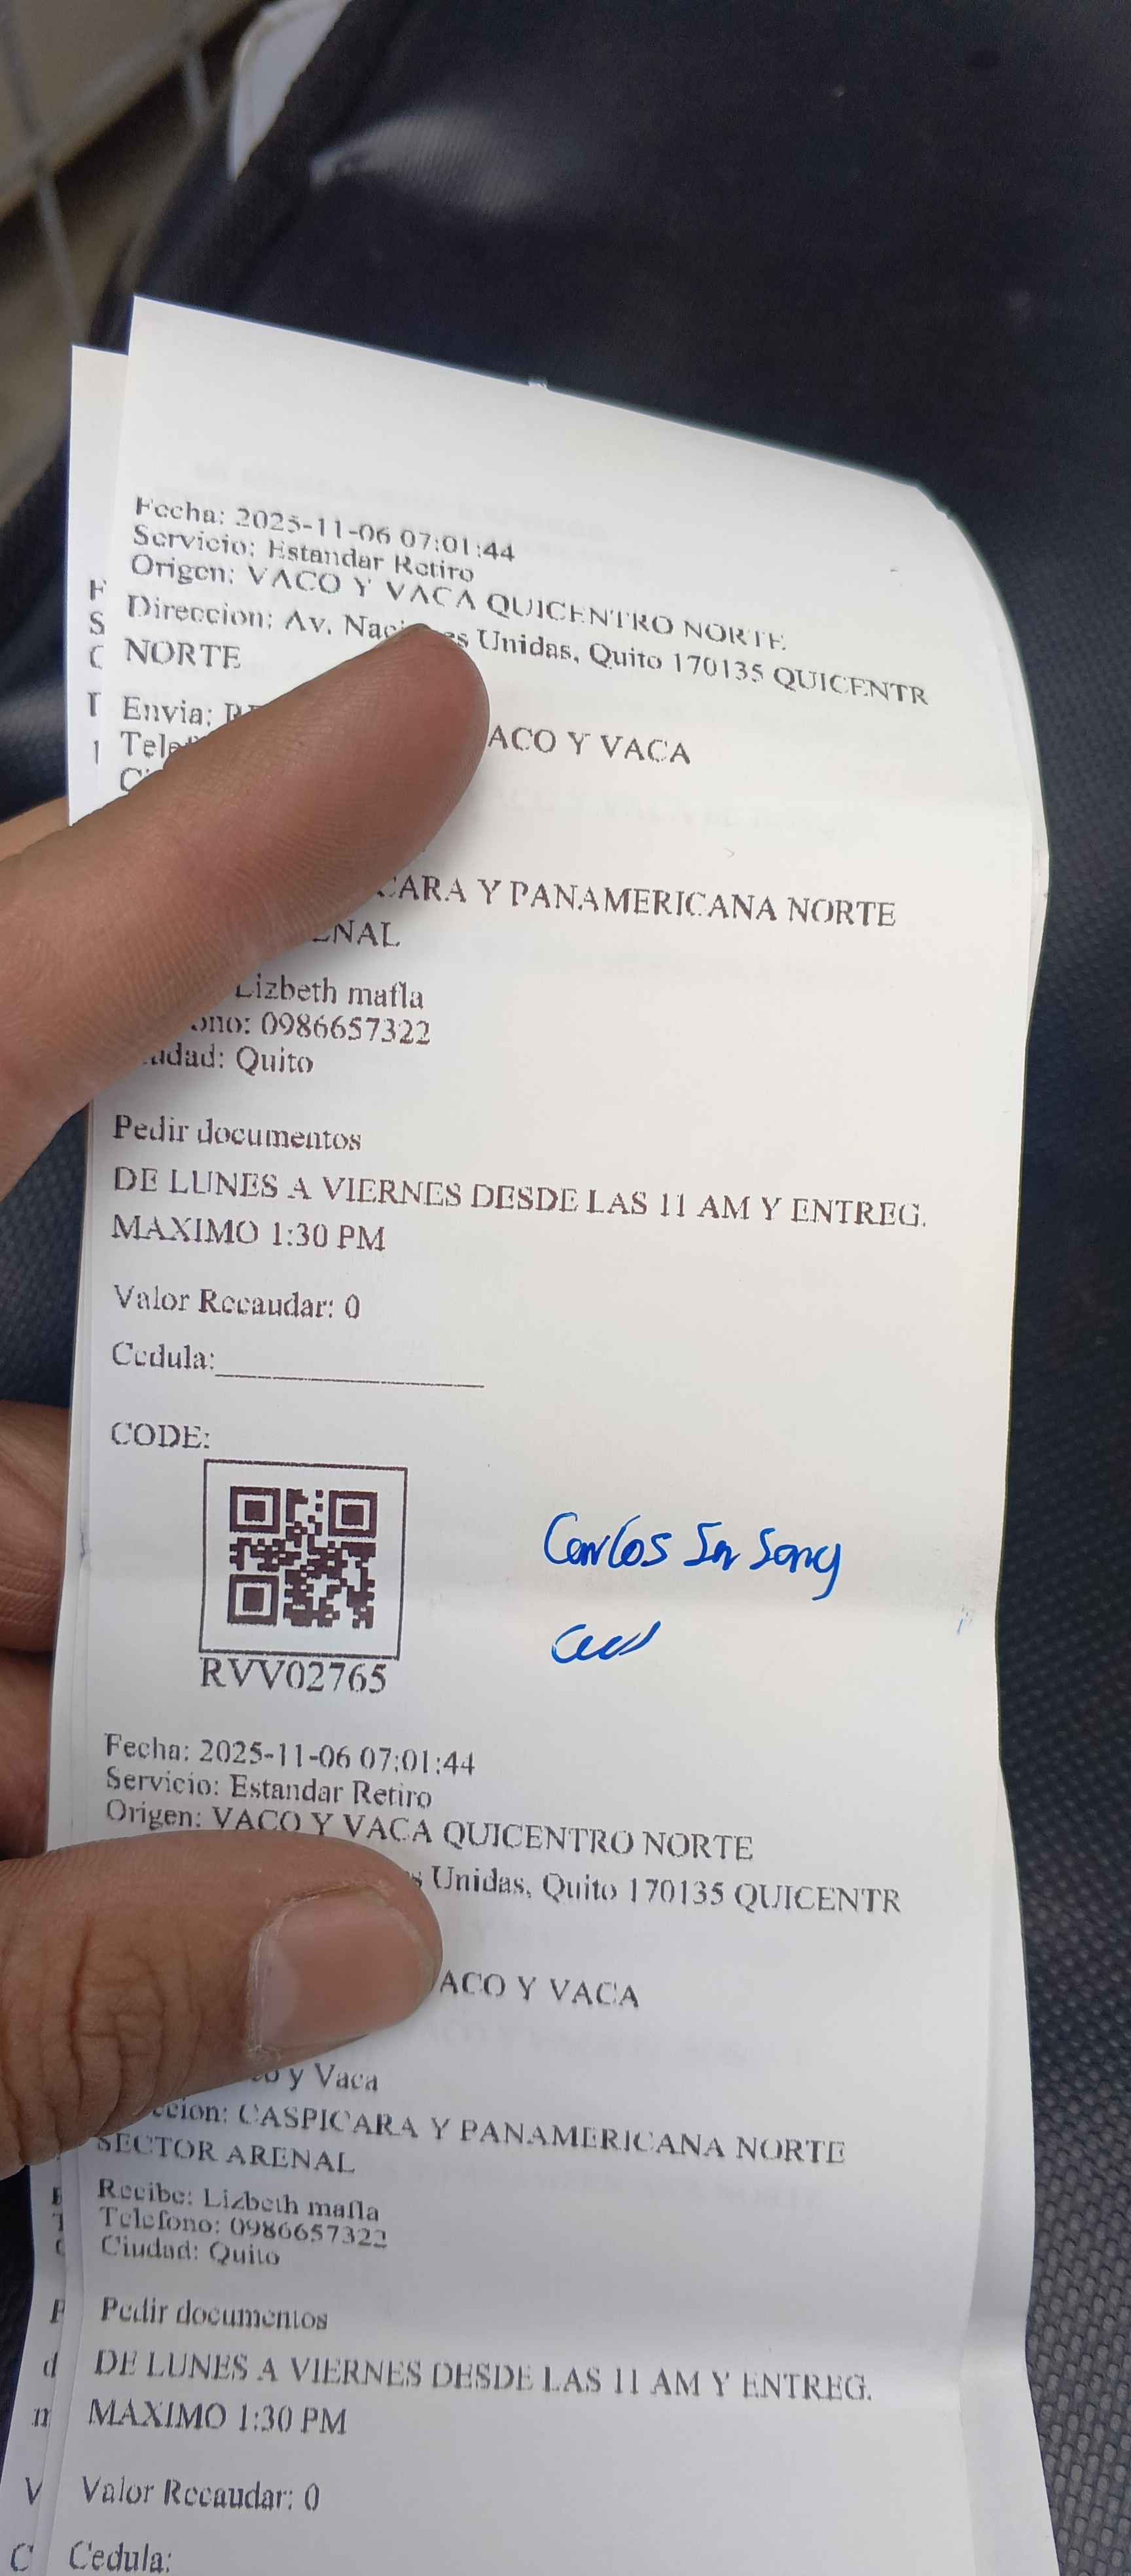 Fecha: 2025-11-06 07:01:44
Servicio: Estandar Retiro
Origen: VACO Y VACA QUICENTRO NORTE
Direccion: Av. Unidas, Quito 170135 QUICENTR
NORTE
Envia:
ACO Y VACA
CARA Y PANAMERICANA NORTE
ENAL
Lizbeth mafla
ono: 0986657322
udad: Quito
Pedir documentos
DE LUNES A VIERNES DESDE LAS 11 AM Y ENTREG.
MAXIMO 1:30 PM
Valor Recaudar: 0
Cedula:
CODE:
Carlos
RVV02765
Fecha: 2025-11-06 07:01:44
Servicio: Estandar Retiro
Origen: VACO Y VACA QUICENTRO NORTE
s Unidas, Quito 170135 QUICENTR
ACO Y VACA
o y Vaca
ccion: CASPICARA Y PANAMERICANA NORTE
SECTOR ARENAL
Recibe: Lizbeth mafla
Telefono: 0986657322
Ciudad: Quito
Pedir documentos
DE LUNES A VIERNES DESDE LAS 11 AM Y ENTREG.
MAXIMO 1:30 PM
Valor Recaudar: 0
Cedula: